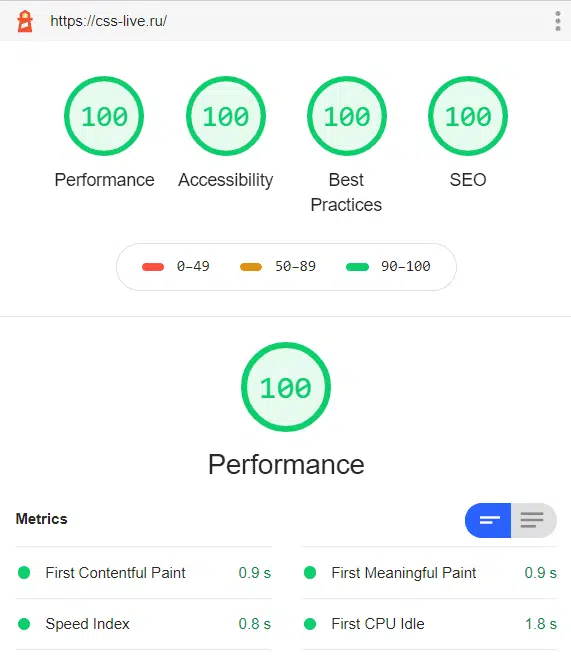 https://css-live.ru/
100 100 100 100
Performance Accessibility Best Practices SEO
0–49 50–89 90–100
100
Performance
Metrics
First Contentful Paint 0.9 s
First Meaningful Paint 0.9 s
Speed Index 0.8 s
First CPU Idle 1.8 s